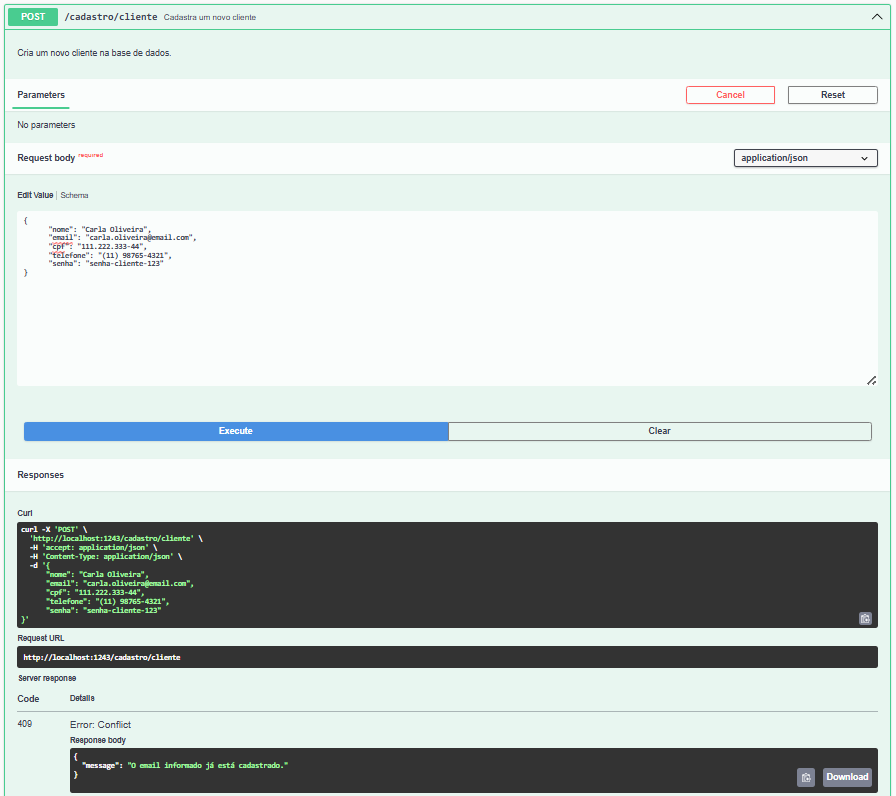 POST /cadastro/cliente Cadastra um novo cliente
Cria um novo cliente na base de dados.
Parameters Cancel Reset
No parameters
Request body required application/json
Edit Value | Schema
{
"nome": "Carla Oliveira",
"email": "carla.oliveira@email.com",
"cpf": "111.222.333-44",
"telefone": "(11) 98765-4321",
"senha": "senha-cliente-123"
}
Execute Clear
Responses
Curl
curl -X 'POST' \
'http://localhost:1243/cadastro/cliente' \
-H 'accept: application/json' \
-H 'Content-Type: application/json' \
-d '{
"nome": "Carla Oliveira",
"email": "carla.oliveira@email.com",
"cpf": "111.222.333-44",
"telefone": "(11) 98765-4321",
"senha": "senha-cliente-123"
}'
Request URL
http://localhost:1243/cadastro/cliente
Server response
Code Details
409 Error: Conflict
Response body
{
"message": "O email informado já está cadastrado."
}
Download